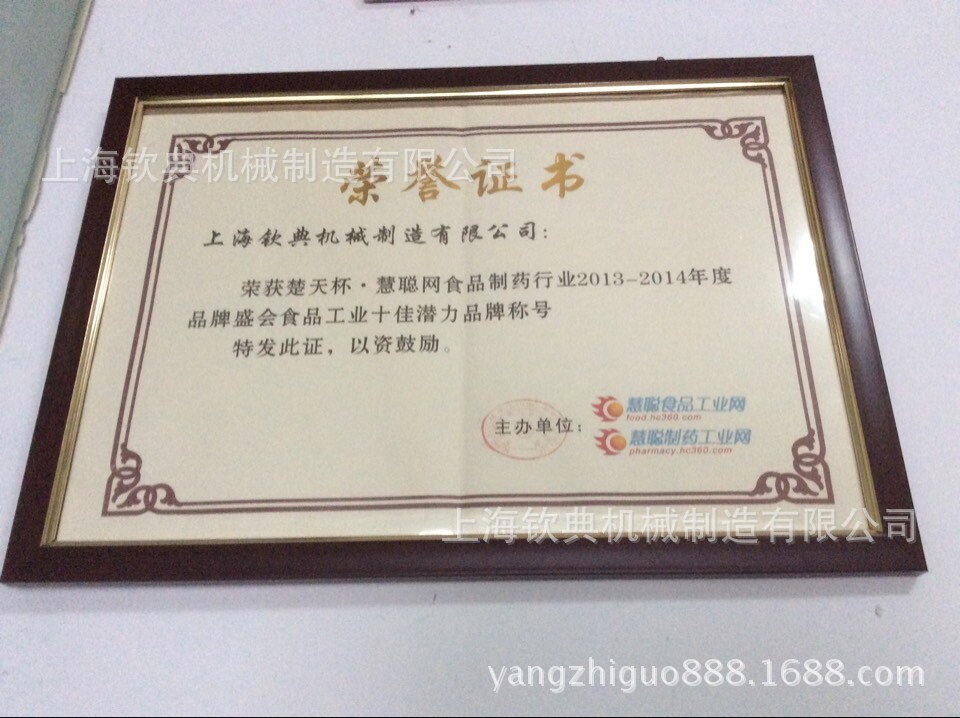 上海钦典机械制造有限公司
荣誉证书
上海钦典机械制造有限公司：
荣获楚天杯·慧聪网食品制药行业2013-2014年度
品牌盛会食品工业十佳潜力品牌称号
特发此证，以资鼓励。
主办单位：
慧聪食品工业网
food.hc360.com
慧聪制药工业网
pharmacy.hc360.com
上海钦典机械制造有限公司
yangzhiguo888.1688.com